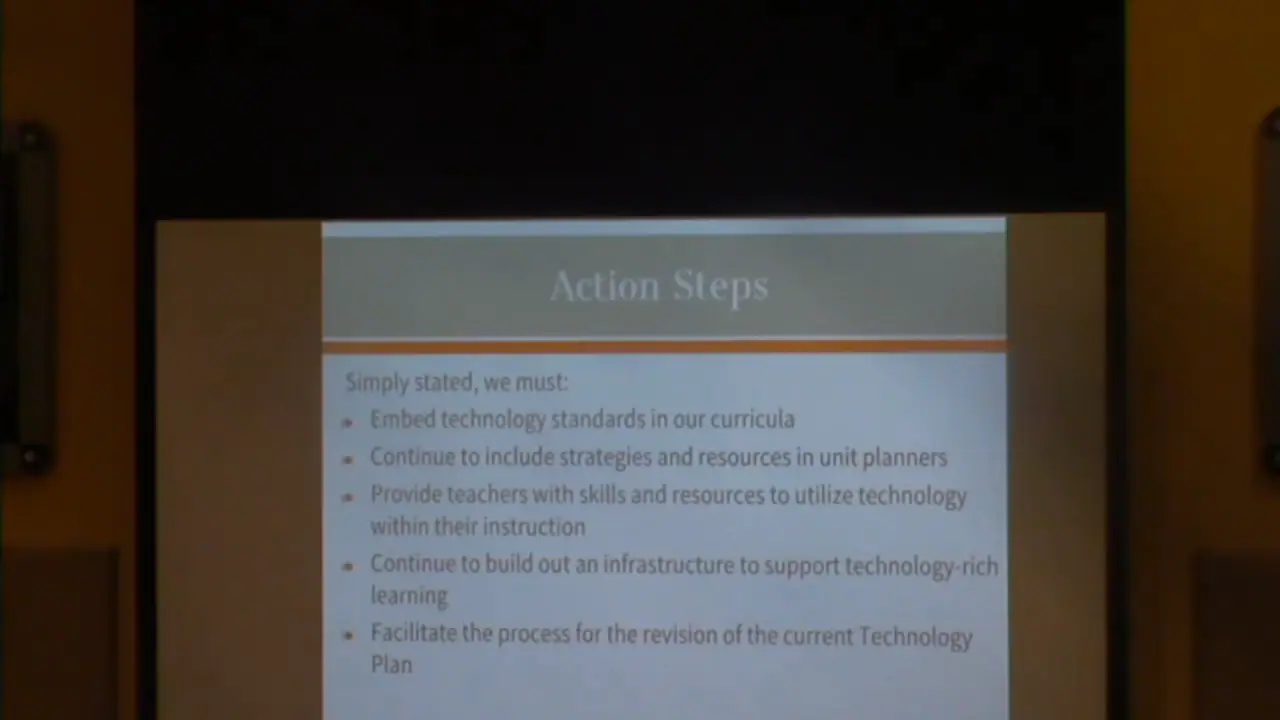 Action Steps
Simply stated, we must:
Embed technology standards in our curricula
Continue to include strategies and resources in unit planners
Provide teachers with skills and resources to utilize technology
within their instruction
Continue to build out an infrastructure to support technology-rich
learning
Facilitate the process for the revision of the current Technology
Plan